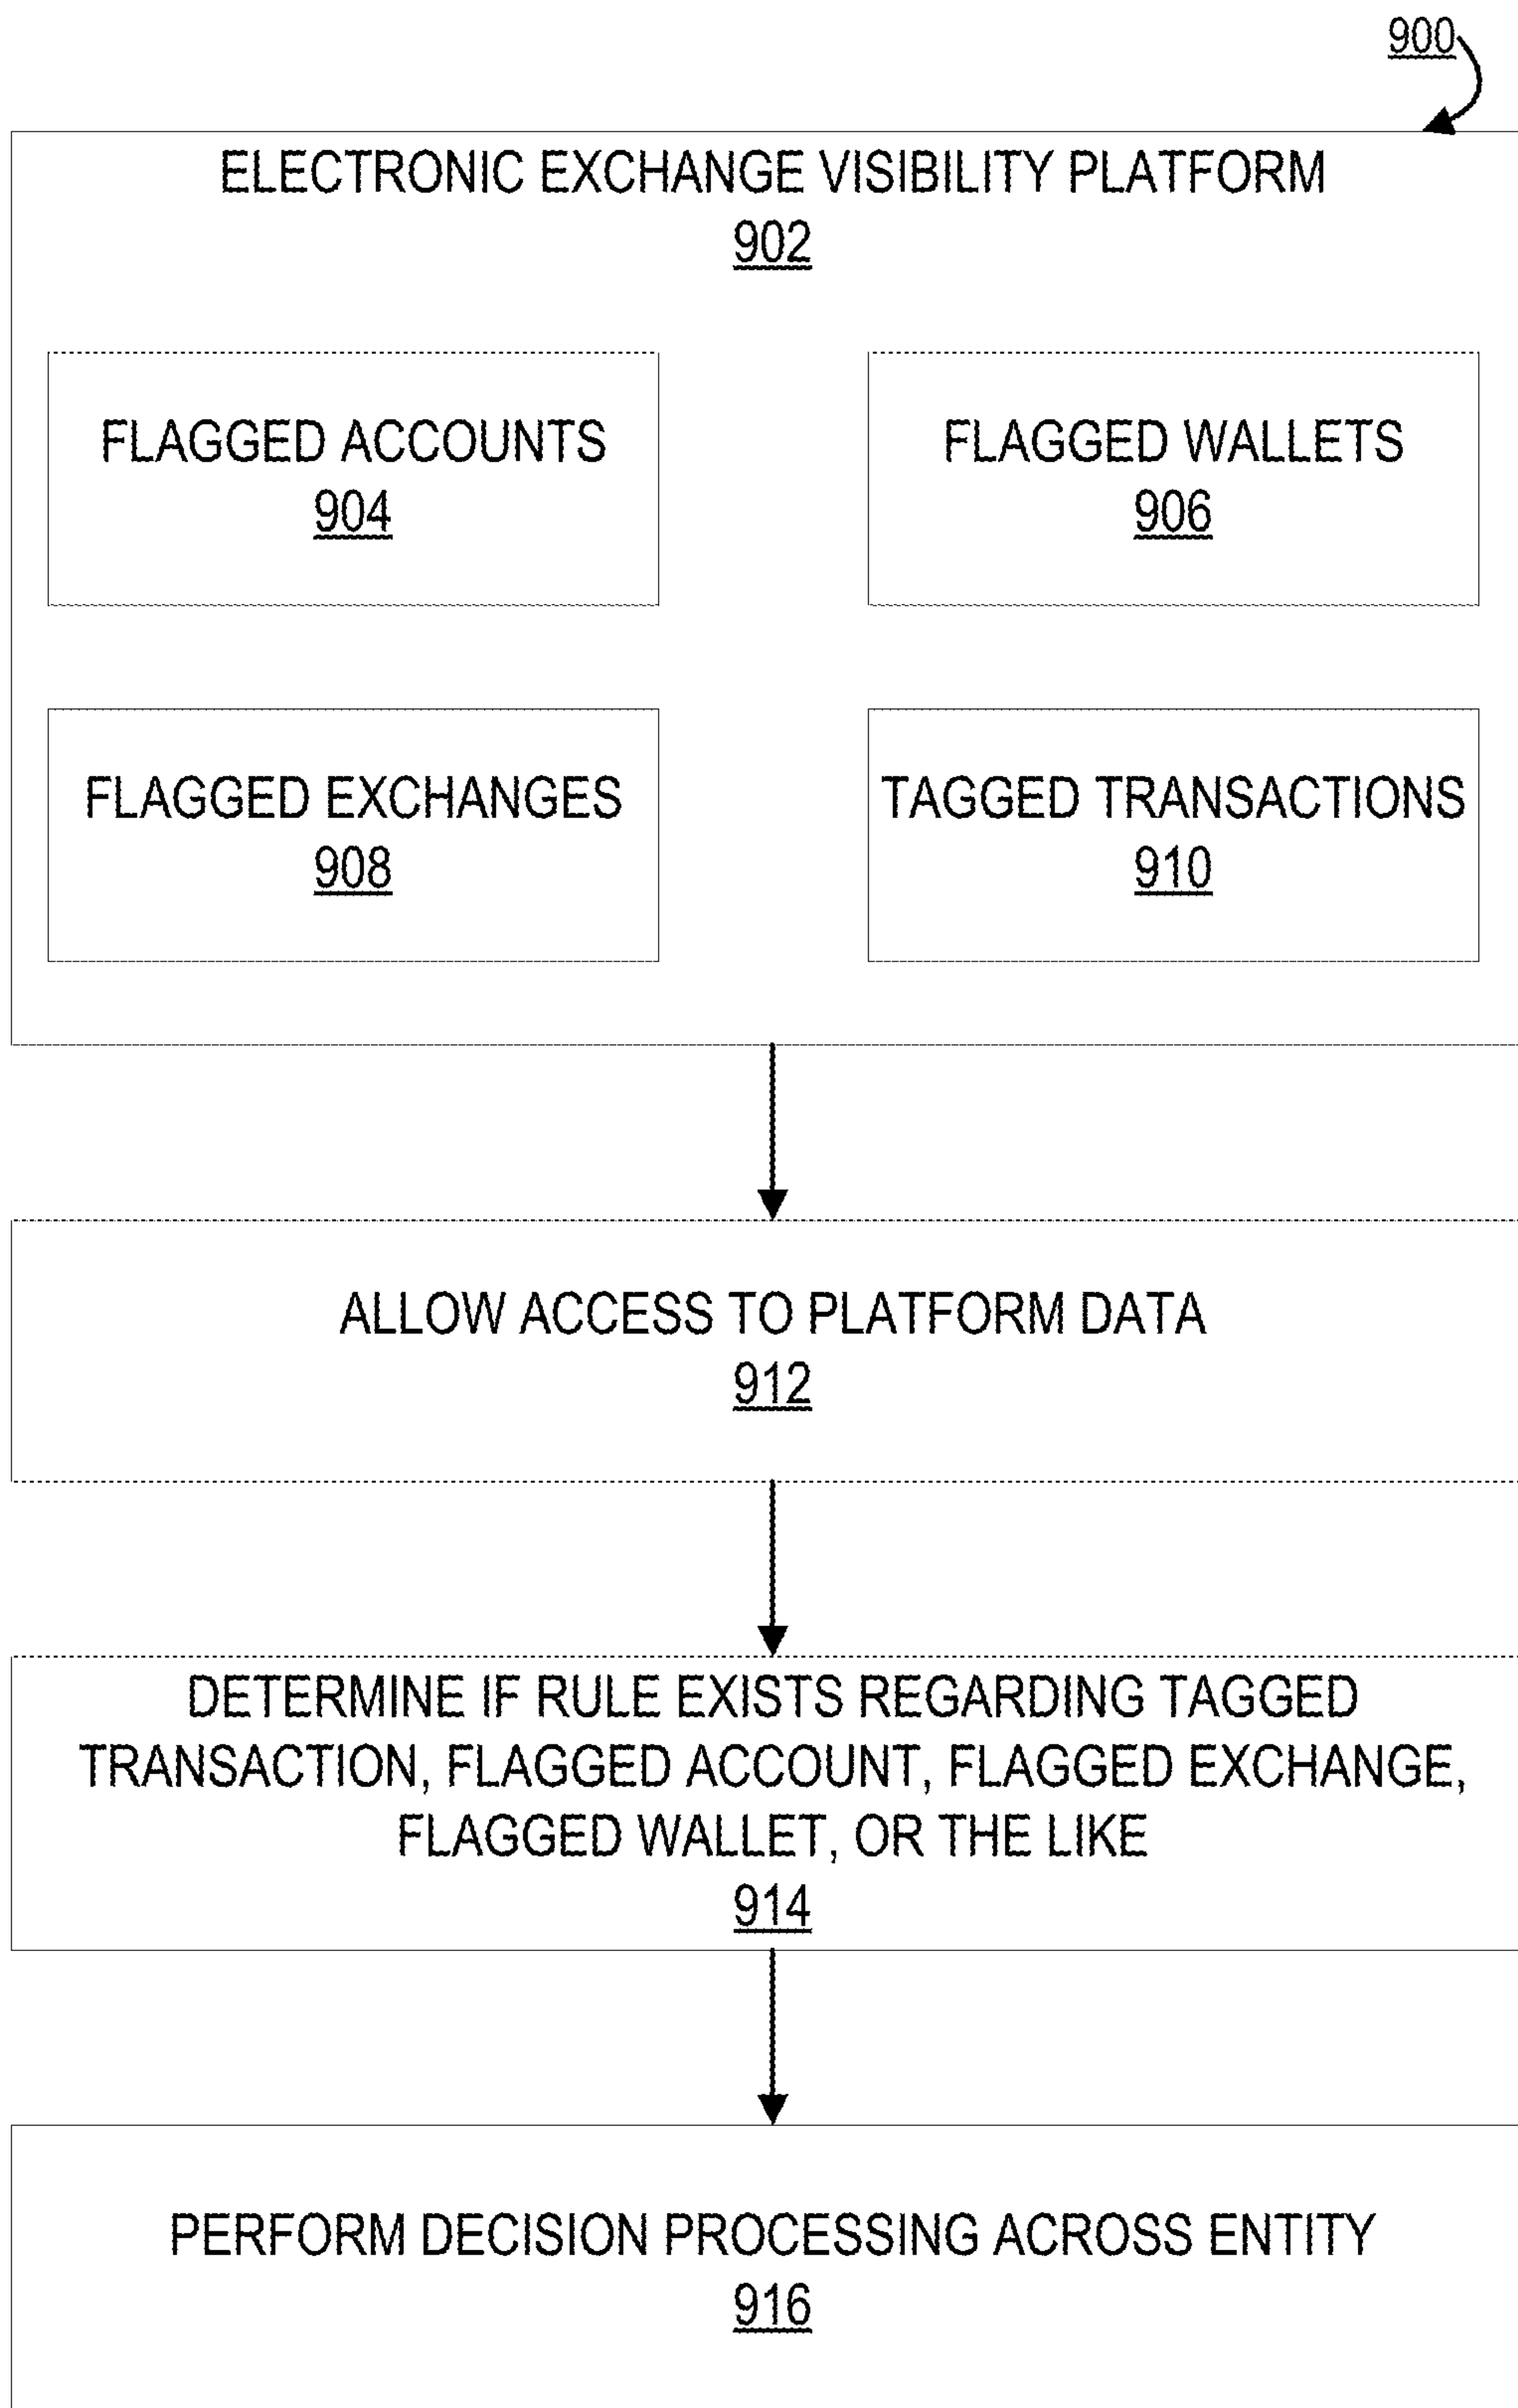 900
ELECTRONIC EXCHANGE VISIBILITY PLATFORM
902
FLAGGED ACCOUNTS
904
FLAGGED WALLETS
906
FLAGGED EXCHANGES
908
TAGGED TRANSACTIONS
910
ALLOW ACCESS TO PLATFORM DATA
912
DETERMINE IF RULE EXISTS REGARDING TAGGED
TRANSACTION, FLAGGED ACCOUNT, FLAGGED EXCHANGE,
FLAGGED WALLET, OR THE LIKE
914
PERFORM DECISION PROCESSING ACROSS ENTITY
916